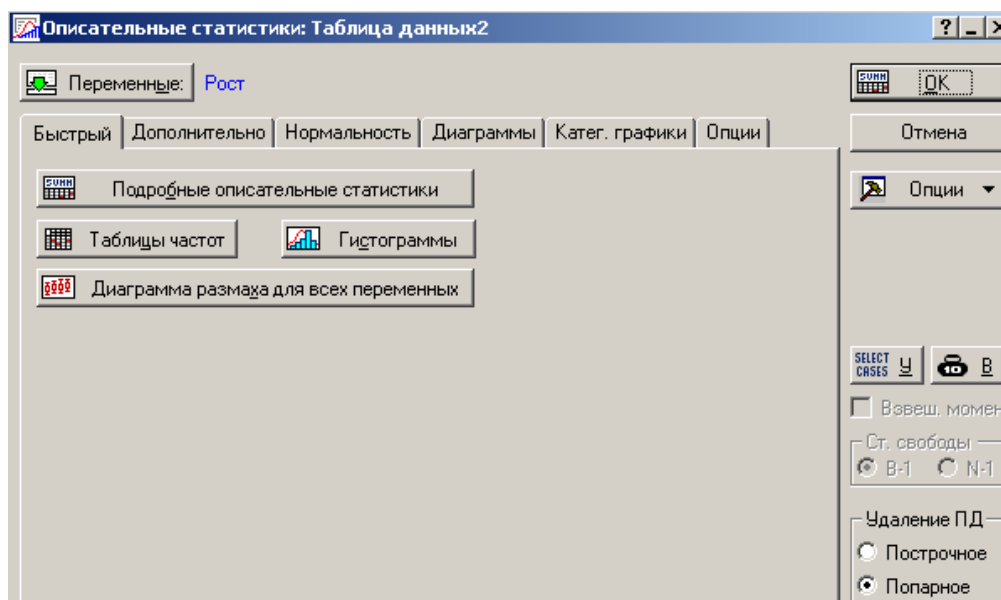 Описательные статистики: Таблица данных2
Переменные: Рост
OK
Быстрый Дополнительно Нормальность Диаграммы Катег. графики Опции
Отмена
Подробные описательные статистики
Опции
Таблицы частот Гистограммы
Диаграмма размаха для всех переменных
SELECT CASES У В
Взвеш. момен
Ст. свободы
В-1 N-1
Удаление ПД
Построчное
Попарное